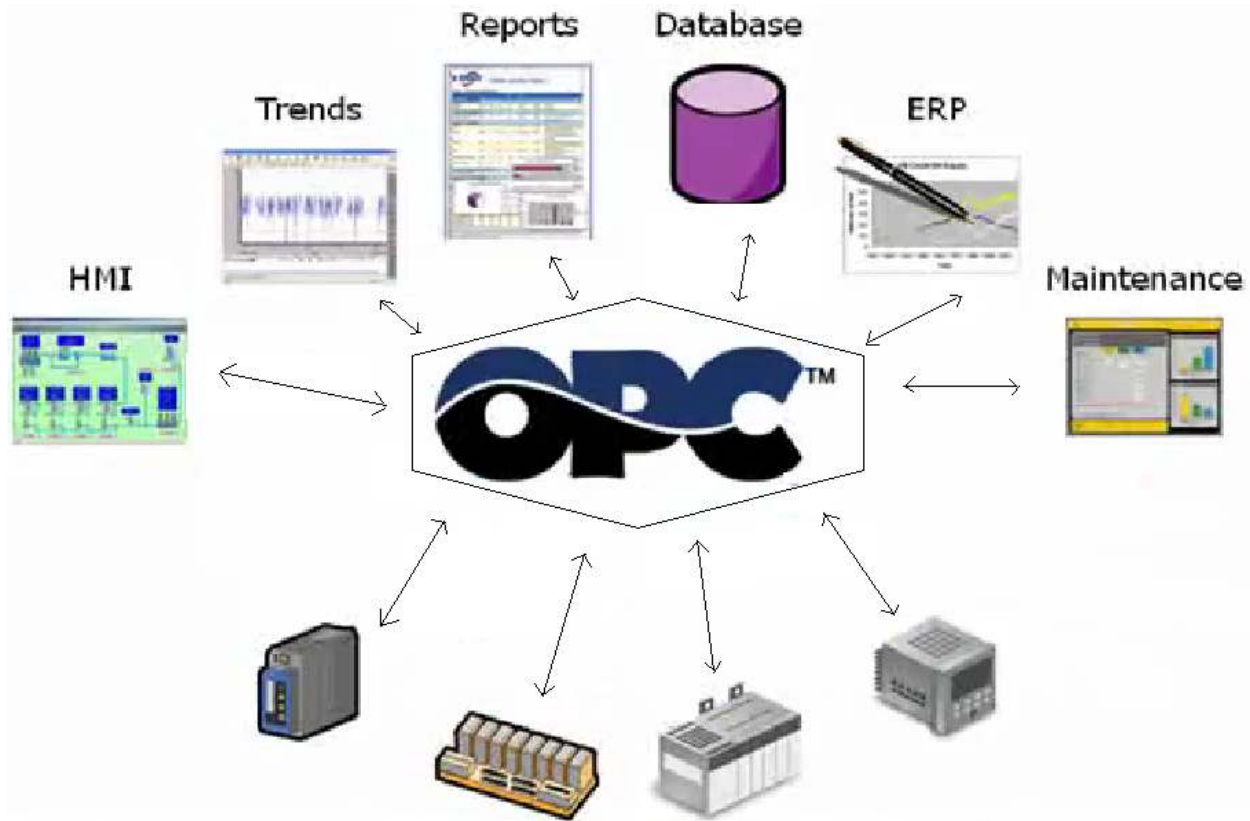 Reports
Database
Trends
ERP
HMI
Maintenance
OPC™